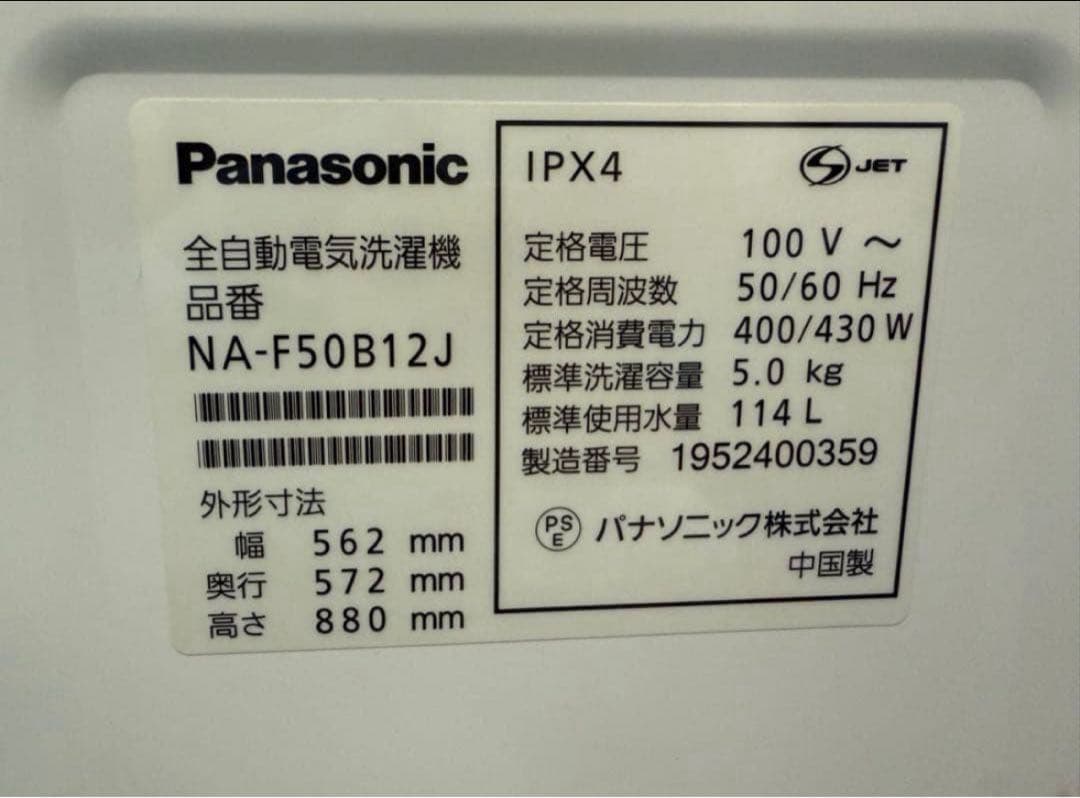 Panasonic
全自動電気洗濯機
品番
NA-F50B12J
外形寸法
幅 562 mm
奥行 572 mm
高さ 880 mm
IPX4
S JET
定格電圧 100 V ～
定格周波数 50/60 Hz
定格消費電力 400/430 W
標準洗濯容量 5.0 kg
標準使用水量 114 L
製造番号 1952400359
PS
E
パナソニック株式会社
中国製